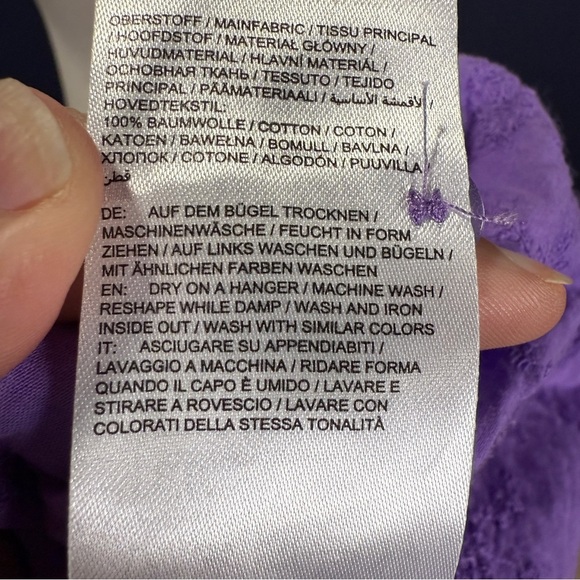 OBERSTOFF / MAINFABRIC / TISSU PRINCIPAL
/ HOOFDSTOF / MATERIAŁ GŁÓWNY /
HUVUDMATERIAL / HLAVNÍ MATERIÁL /
ОСНОВНАЯ ТКАНЬ / TESSUTO / TEJIDO
PRINCIPAL / PÄÄMATERIAALI / الأقمشة الأساسية /
HOVEDTEKSTIL:
100% BAUMWOLLE / COTTON / COTON /
KATOEN / BAWEŁNA / BOMULL / BAVLNA /
ХЛОПОК / COTONE / ALGODÓN / PUUVILLA /
قطن
DE: AUF DEM BÜGEL TROCKNEN /
MASCHINENWÄSCHE / FEUCHT IN FORM
ZIEHEN / AUF LINKS WASCHEN UND BÜGELN /
MIT ÄHNLICHEN FARBEN WASCHEN
EN: DRY ON A HANGER / MACHINE WASH /
RESHAPE WHILE DAMP / WASH AND IRON
INSIDE OUT / WASH WITH SIMILAR COLORS
IT: ASCIUGARE SU APPENDIABITI /
LAVAGGIO A MACCHINA / RIDARE FORMA
QUANDO IL CAPO È UMIDO / LAVARE E
STIRARE A ROVESCIO / LAVARE CON
COLORATI DELLA STESSA TONALITÀ